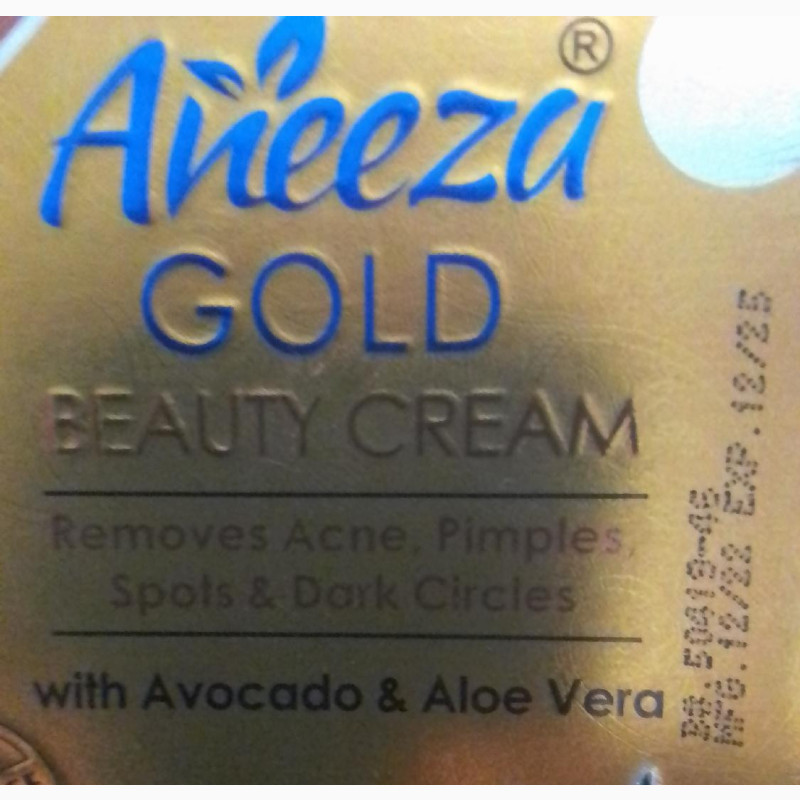 Aneeza®
GOLD
BEAUTY CREAM
Removes Acne, Pimples,
Spots & Dark Circles
with Avocado & Aloe Vera
MFG.12/22 EXP.12/25